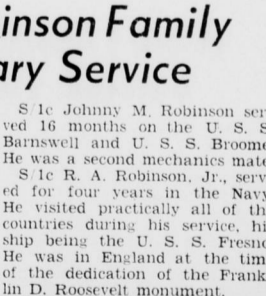 inson Family
ary Service
S/1c Johnny M. Robinson ser
ved 16 months on the U. S. S
Barnswell and U. S. S. Broome
He was a second mechanics mate
S/1c R. A. Robinson, Jr., serv
ed for four years in the Navy
He visited practically all of th
countries during his service, hi
ship being the U. S. S. Fresno
He was in England at the tim
of the dedication of the Frank
lin D. Roosevelt monument.